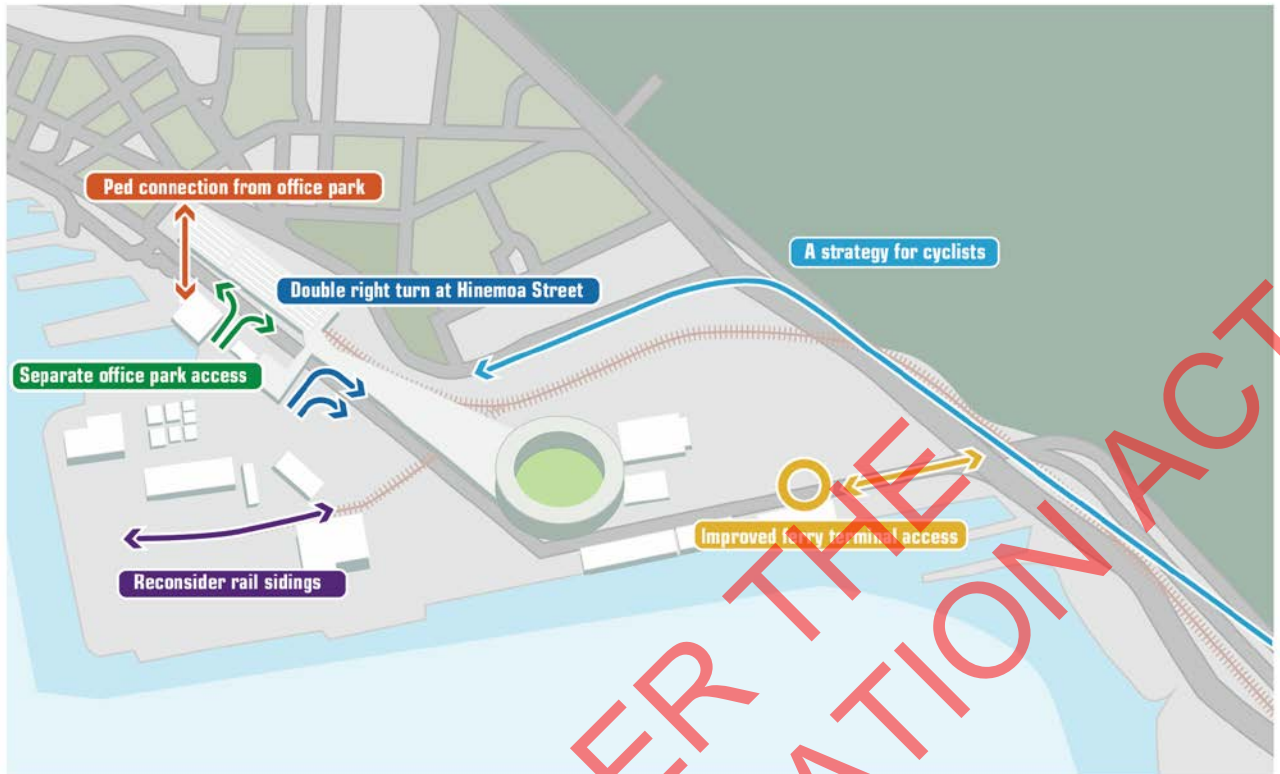 Ped connection from office park
A strategy for cyclists
Double right turn at Hinemoa Street
Separate office park access
Improved ferry terminal access
Reconsider rail sidings
ER THE
ATION ACT